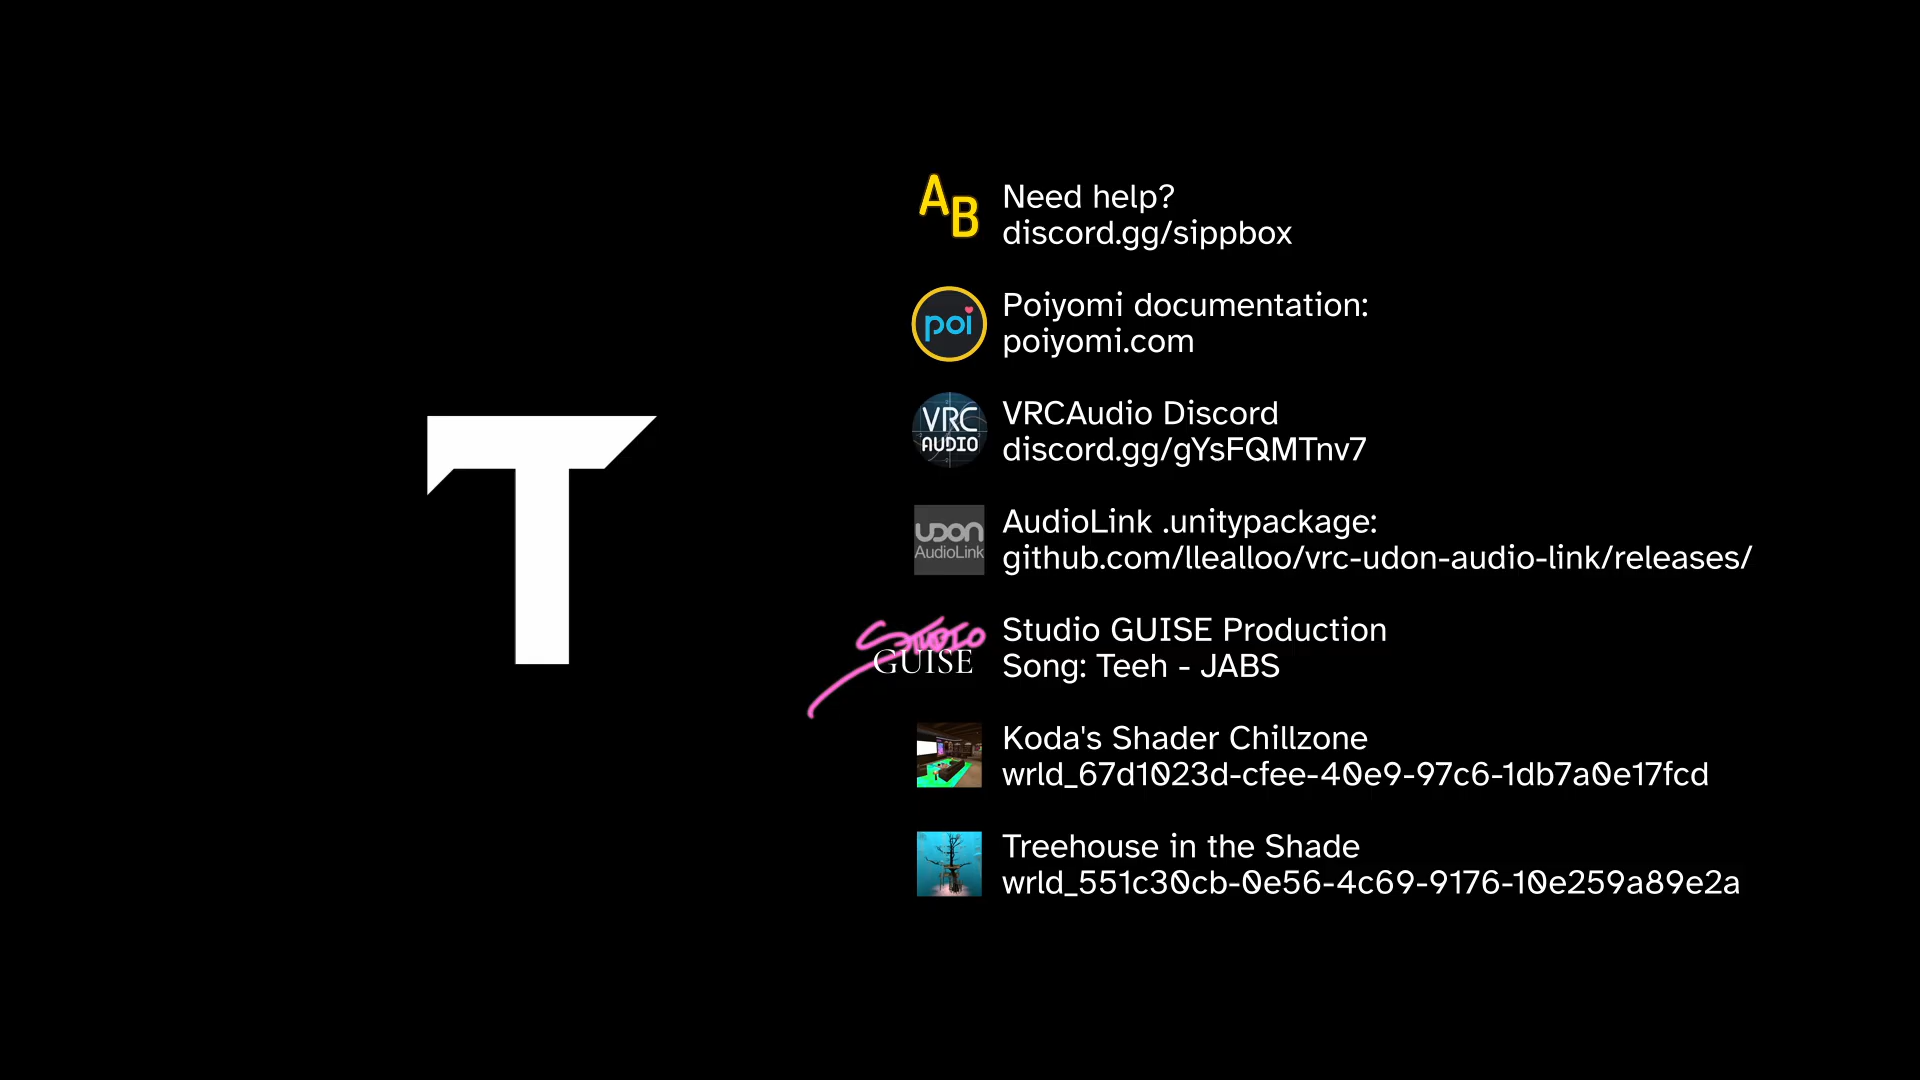 T
AB
Need help?
discord.gg/sippbox
poi
Poiyomi documentation:
poiyomi.com
VRC
AUDIO
VRCAudio Discord
discord.gg/gYsFQMTnv7
UDON
AudioLink
AudioLink .unitypackage:
github.com/llealloo/vrc-udon-audio-link/releases/
STUDIO
GUISE
Studio GUISE Production
Song: Teeh - JABS
Koda's Shader Chillzone
wrld_67d1023d-cfee-40e9-97c6-1db7a0e17fcd
Treehouse in the Shade
wrld_551c30cb-0e56-4c69-9176-10e259a89e2a